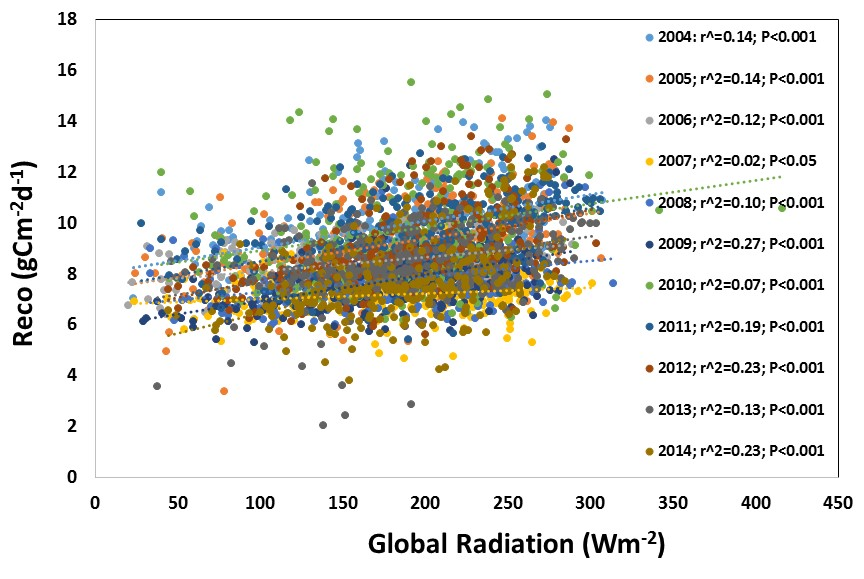 18
16
14
12
10
8
6
4
2
0
Reco (gCm-2d-1)
0 50 100 150 200 250 300 350 400 450
Global Radiation (Wm-2)
2004: r^=0.14; P<0.001
2005; r^2=0.14; P<0.001
2006; r^2=0.12; P<0.001
2007; r^2=0.02; P<0.05
2008; r^2=0.10; P<0.001
2009; r^2=0.27; P<0.001
2010; r^2=0.07; P<0.001
2011; r^2=0.19; P<0.001
2012; r^2=0.23; P<0.001
2013; r^2=0.13; P<0.001
2014; r^2=0.23; P<0.001